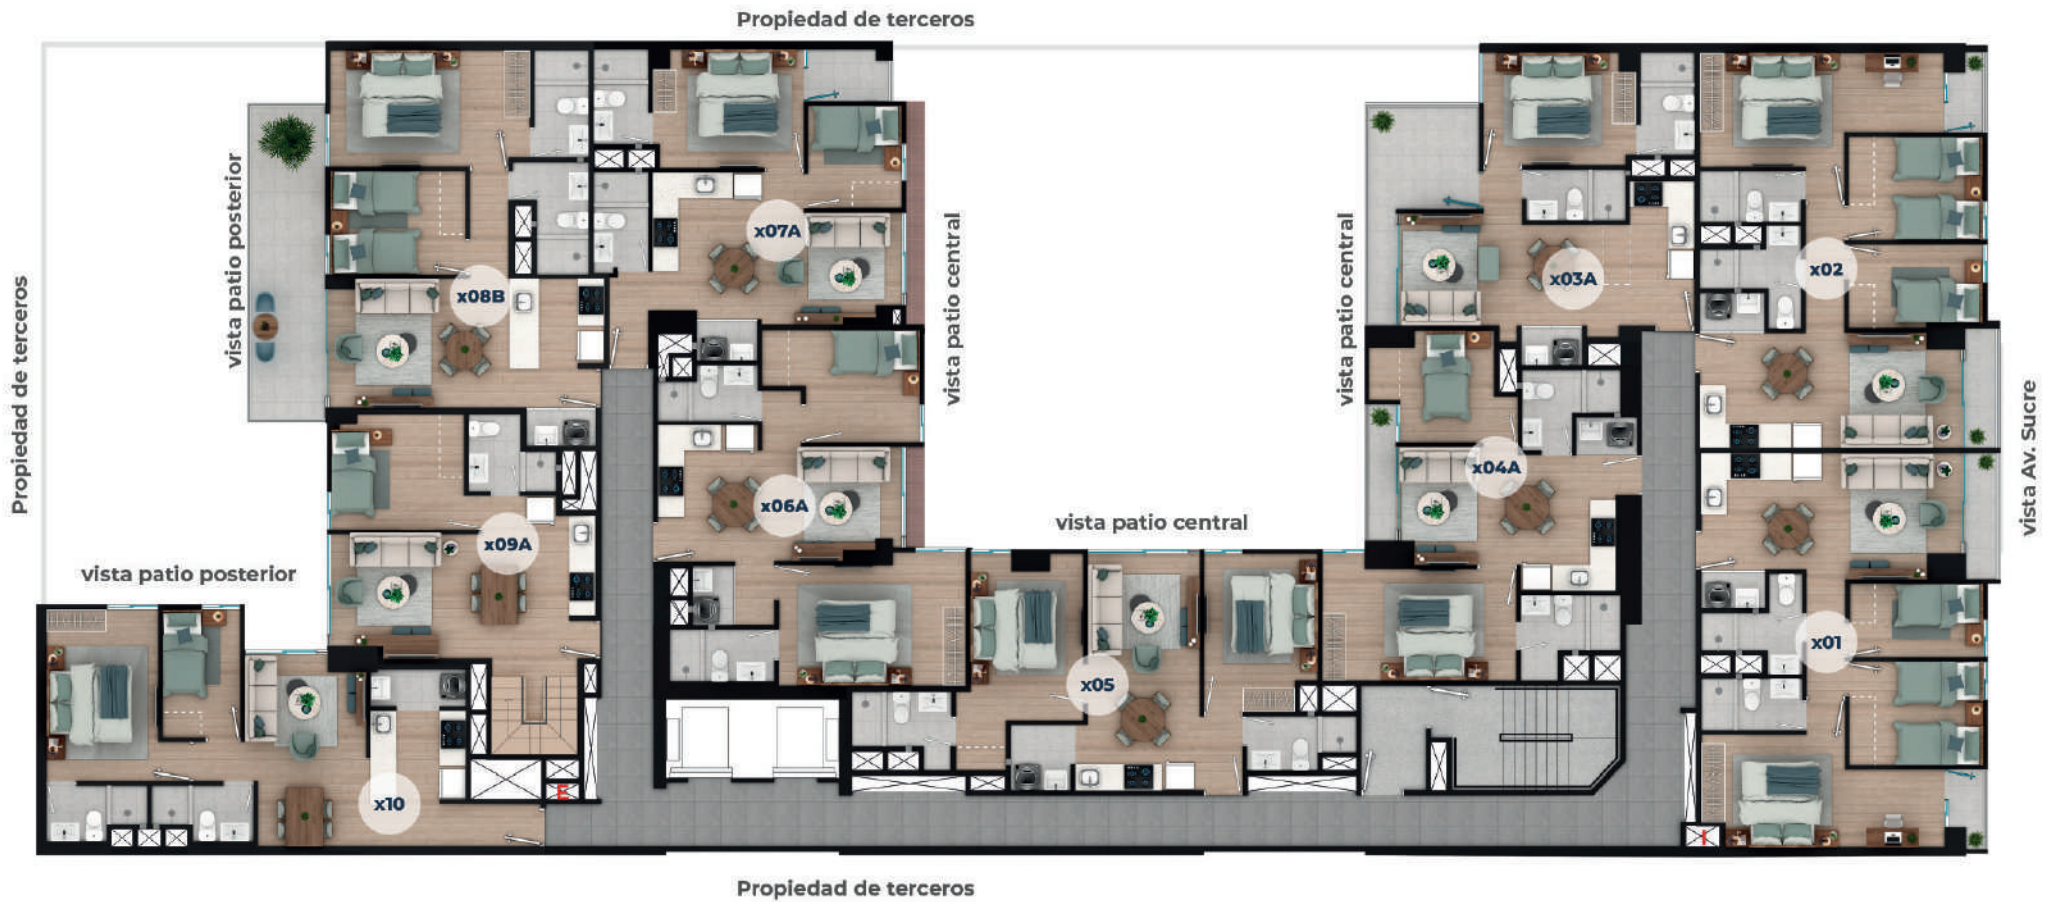 Propiedad de terceros
vista patio posterior
x08B
x07A
vista patio central
vista patio central
x03A
x02
Propiedad de terceros
vista Av. Sucre
x09A
x06A
vista patio central
x04A
vista patio posterior
x10
x05
x01
E
I
Propiedad de terceros